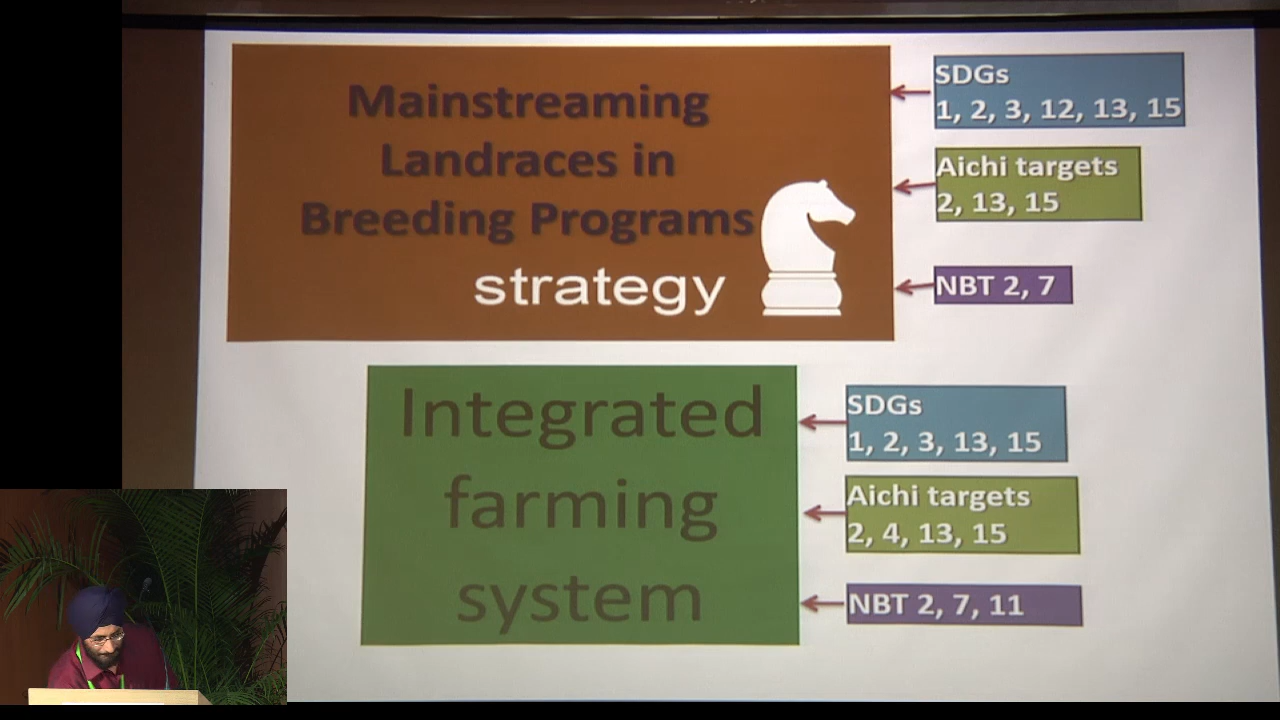 Mainstreaming
Landraces in
Breeding Programs
strategy
SDGs
1, 2, 3, 12, 13, 15
Aichi targets
2, 13, 15
NBT 2, 7
Integrated
farming
system
SDGs
1, 2, 3, 13, 15
Aichi targets
2, 4, 13, 15
NBT 2, 7, 11